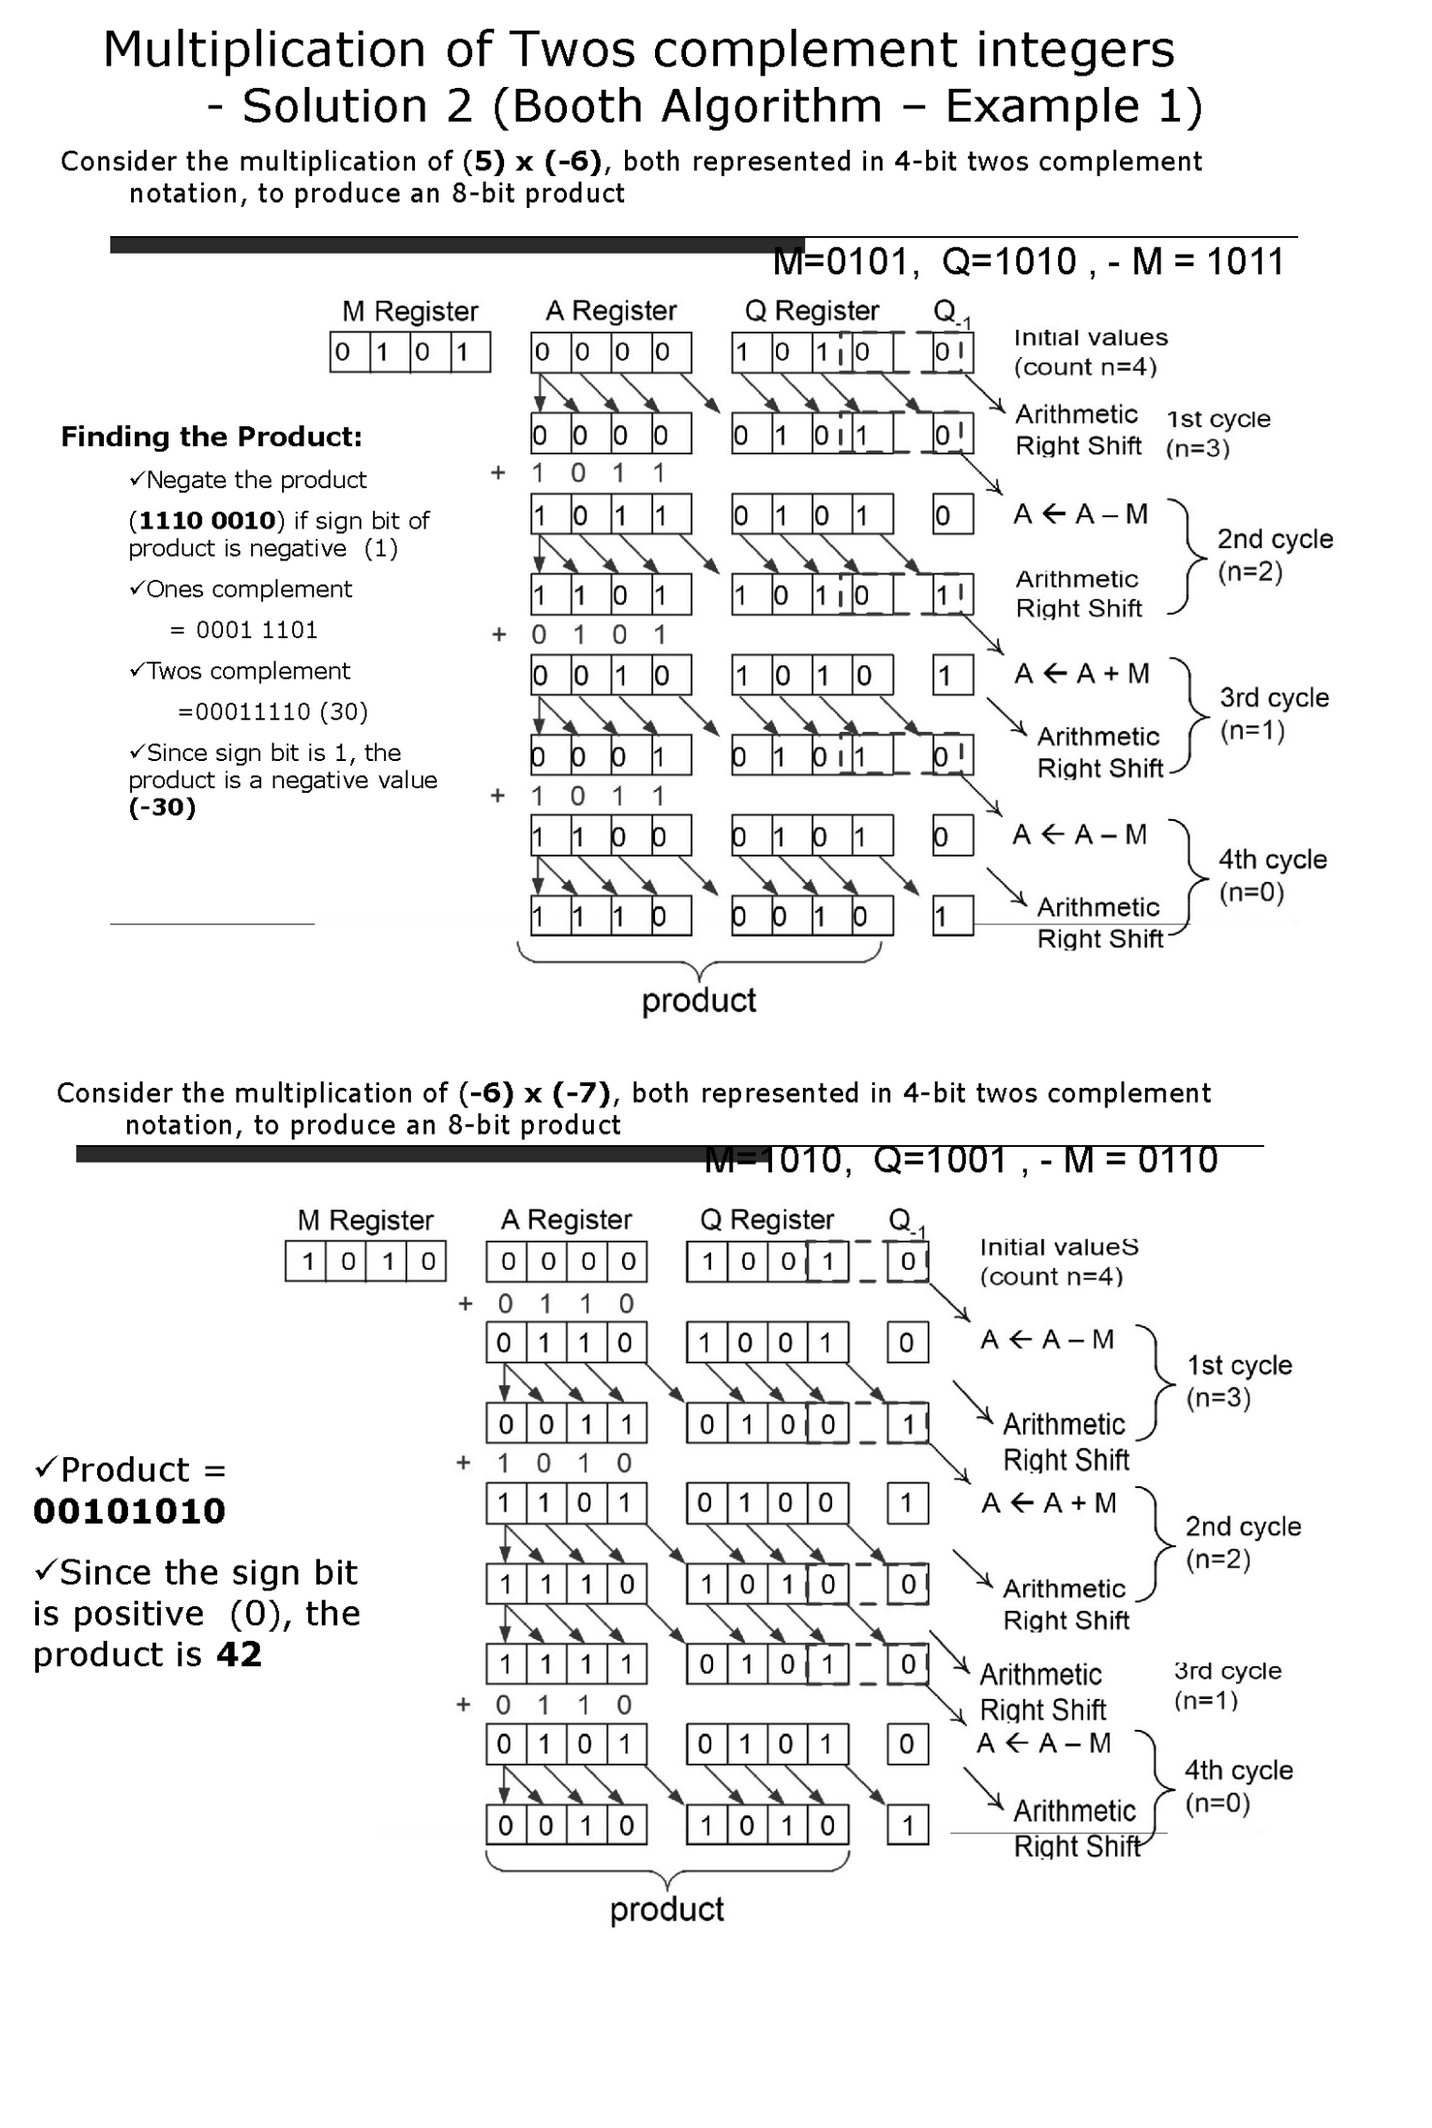 Multiplication of Twos complement integers
- Solution 2 (Booth Algorithm – Example 1)
Consider the multiplication of (5) x (-6), both represented in 4-bit twos complement
notation, to produce an 8-bit product
M=0101, Q=1010 , - M = 1011
M Register A Register Q Register Q-1
0 1 0 1 0 0 0 0 1 0 1 0 0 Initial values
(count n=4)
0 0 0 0 0 1 0 1 0 Arithmetic
Right Shift
1st cycle
(n=3)
+ 1 0 1 1
1 0 1 1 0 1 0 1 0 A ← A – M
1 1 0 1 1 0 1 0 1 Arithmetic
Right Shift
2nd cycle
(n=2)
+ 0 1 0 1
0 0 1 0 1 0 1 0 1 A ← A + M
0 0 0 1 0 1 0 1 0 Arithmetic
Right Shift
3rd cycle
(n=1)
+ 1 0 1 1
1 1 0 0 0 1 0 1 0 A ← A – M
1 1 1 0 0 0 1 0 1 Arithmetic
Right Shift
4th cycle
(n=0)
product
Finding the Product:
✓Negate the product
(1110 0010) if sign bit of
product is negative (1)
✓Ones complement
= 0001 1101
✓Twos complement
=00011110 (30)
✓Since sign bit is 1, the
product is a negative value
(-30)
Consider the multiplication of (-6) x (-7), both represented in 4-bit twos complement
notation, to produce an 8-bit product
M=1010, Q=1001 , - M = 0110
M Register A Register Q Register Q-1
1 0 1 0 0 0 0 0 1 0 0 1 0 Initial valueS
(count n=4)
+ 0 1 1 0
0 1 1 0 1 0 0 1 0 A ← A – M
0 0 1 1 0 1 0 0 1 Arithmetic
Right Shift
1st cycle
(n=3)
+ 1 0 1 0
1 1 0 1 0 1 0 0 1 A ← A + M
1 1 1 0 1 0 1 0 0 Arithmetic
Right Shift
2nd cycle
(n=2)
1 1 1 1 0 1 0 1 0 Arithmetic
Right Shift
3rd cycle
(n=1)
+ 0 1 1 0
0 1 0 1 0 1 0 1 0 A ← A – M
0 0 1 0 1 0 1 0 1 Arithmetic
Right Shift
4th cycle
(n=0)
product
✓Product =
00101010
✓Since the sign bit
is positive (0), the
product is 42